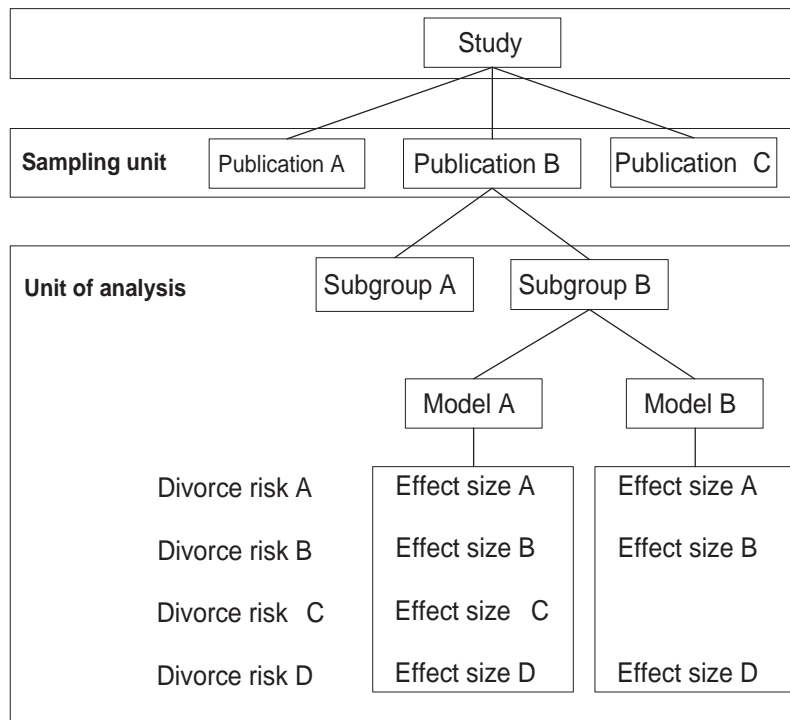 Study
Sampling unit
Publication A
Publication B
Publication C
Unit of analysis
Subgroup A
Subgroup B
Model A
Model B
Divorce risk A
Effect size A
Effect size A
Divorce risk B
Effect size B
Effect size B
Divorce risk C
Effect size C
Divorce risk D
Effect size D
Effect size D